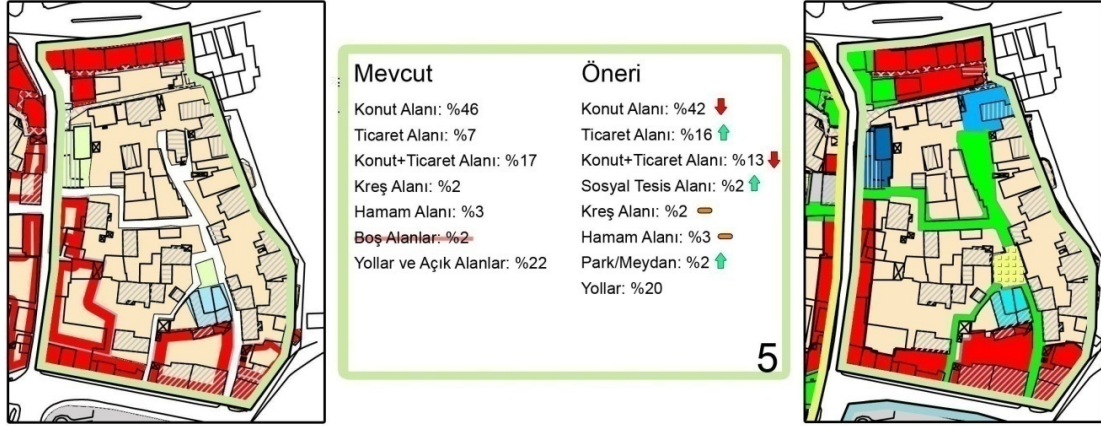 Mevcut
Konut Alanı: %46
Ticaret Alanı: %7
Konut+Ticaret Alanı: %17
Kreş Alanı: %2
Hamam Alanı: %3
Boş Alanlar: %2
Yollar ve Açık Alanlar: %22
Öneri
Konut Alanı: %42
Ticaret Alanı: %16
Konut+Ticaret Alanı: %13
Sosyal Tesis Alanı: %2
Kreş Alanı: %2
Hamam Alanı: %3
Park/Meydan: %2
Yollar: %20
5